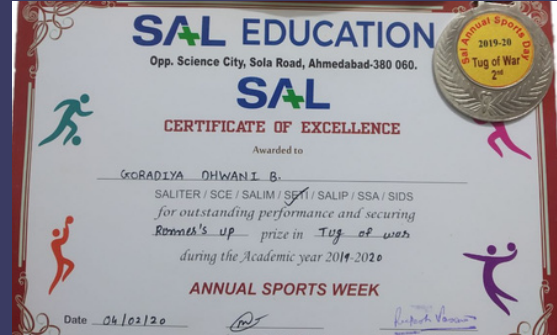 SAL EDUCATION
Opp. Science City, Sola Road, Ahmedabad-380 060.
SAL
CERTIFICATE OF EXCELLENCE
Awarded to
GORADIYA DHWANI B.
SALITER / SCE / SALIM / SETI / SALIP / SSA / SIDS
for outstanding performance and securing
Ronner's up prize in Tug of war
during the Academic year 2019-2020
ANNUAL SPORTS WEEK
Date 04/02/20
Sal Annual Sports Day
2019-20
Tug of War
2nd